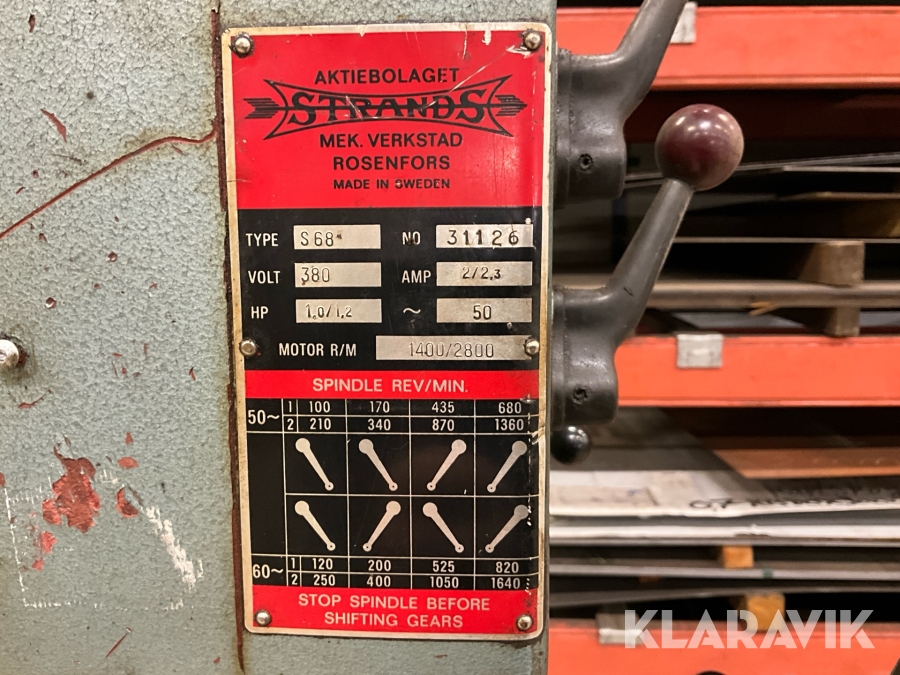 AKTIEBOLAGET
STRANDS
MEK. VERKSTAD
ROSENFORS
MADE IN SWEDEN
TYPE S68 NO 31126
VOLT 380 AMP 2/2,3
HP 1,0/1,2 ~ 50
MOTOR R/M 1400/2800
SPINDLE REV/MIN.
50~ 1 100 170 435 680
2 210 340 870 1360
60~ 1 120 200 525 820
2 250 400 1050 1640
STOP SPINDLE BEFORE
SHIFTING GEARS
KLARAVIK